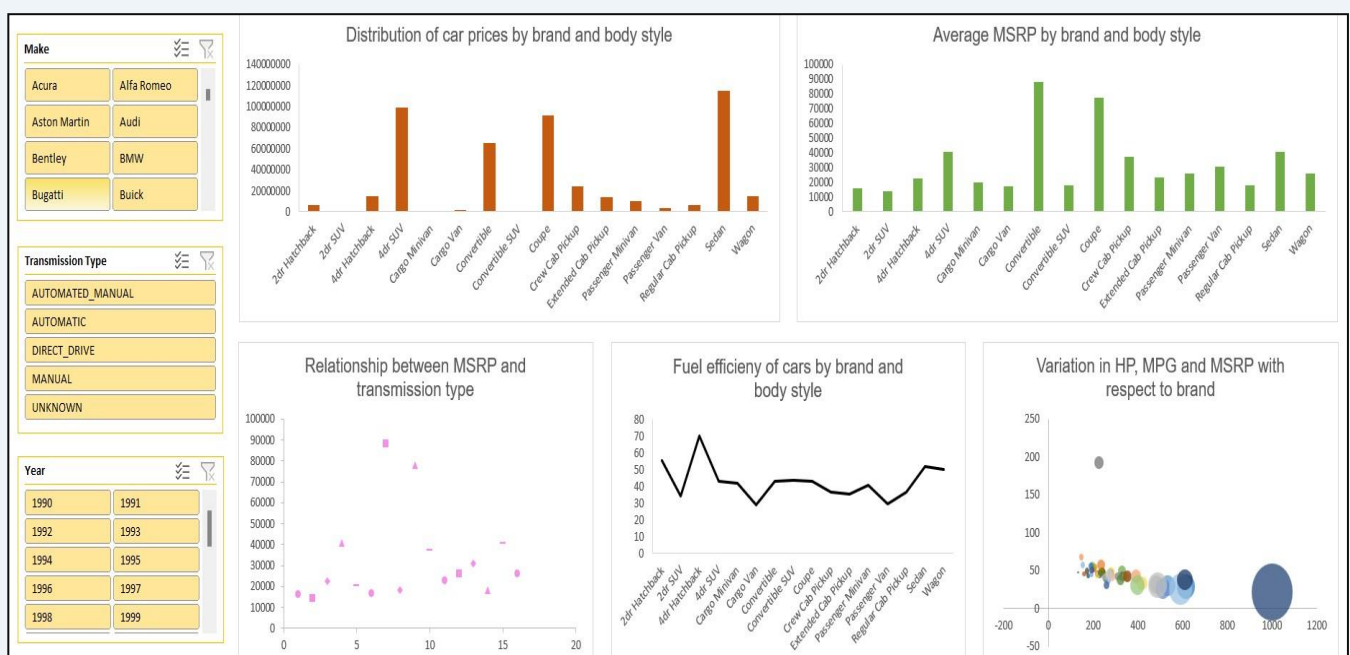 Make
Acura
Alfa Romeo
Aston Martin
Audi
Bentley
BMW
Bugatti
Buick
Transmission Type
AUTOMATED_MANUAL
AUTOMATIC
DIRECT_DRIVE
MANUAL
UNKNOWN
Year
1990
1991
1992
1993
1994
1995
1996
1997
1998
1999
Distribution of car prices by brand and body style
140000000
120000000
100000000
80000000
60000000
40000000
20000000
0
2dr Hatchback
2dr SUV
4dr Hatchback
4dr SUV
Cargo Minivan
Cargo Van
Convertible
Convertible SUV
Coupe
Crew Cab Pickup
Extended Cab Pickup
Passenger Minivan
Passenger Van
Regular Cab Pickup
Sedan
Wagon
Average MSRP by brand and body style
100000
90000
80000
70000
60000
50000
40000
30000
20000
10000
0
2dr Hatchback
2dr SUV
4dr Hatchback
4dr SUV
Cargo Minivan
Cargo Van
Convertible
Convertible SUV
Coupe
Crew Cab Pickup
Extended Cab Pickup
Passenger Minivan
Passenger Van
Regular Cab Pickup
Sedan
Wagon
Relationship between MSRP and
transmission type
100000
90000
80000
70000
60000
50000
40000
30000
20000
10000
0
0
5
10
15
20
Fuel efficieny of cars by brand and
body style
80
70
60
50
40
30
20
10
0
2dr Hatchback
2dr SUV
4dr Hatchback
4dr SUV
Cargo Minivan
Cargo Van
Convertible
Convertible SUV
Coupe
Crew Cab Pickup
Extended Cab Pickup
Passenger Minivan
Passenger Van
Regular Cab Pickup
Sedan
Wagon
Variation in HP, MPG and MSRP with
respect to brand
250
200
150
100
50
0
-50
-200
0
200
400
600
800
1000
1200